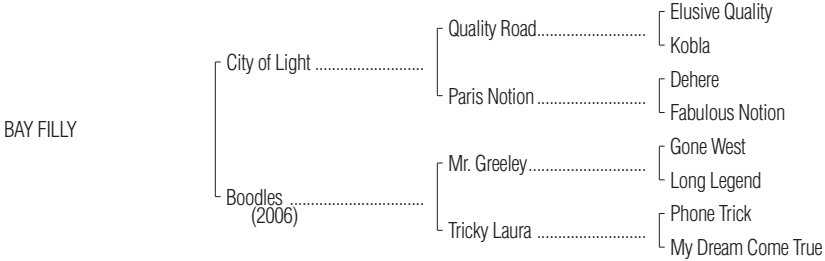 Elusive Quality
Quality Road..........................
Kobla
City of Light ..........................
Dehere
Paris Notion ..........................
Fabulous Notion
BAY FILLY
Gone West
Mr. Greeley............................
Long Legend
Boodles ................................
(2006)
Phone Trick
Tricky Laura ..........................
My Dream Come True